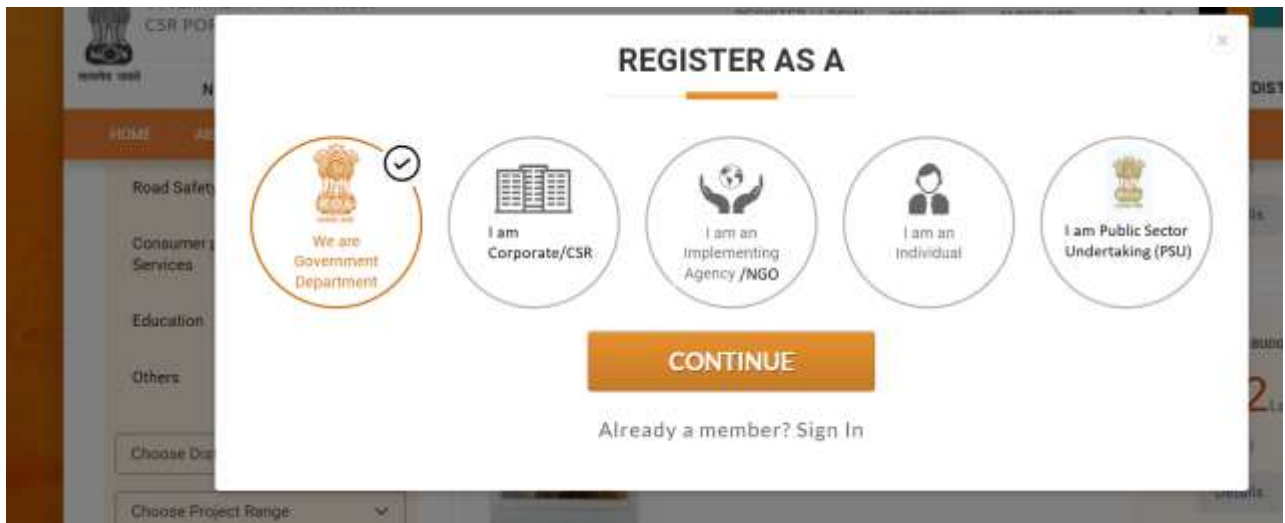 CSR POR
REGISTER AS A
DIST
HOME
Road Safety
Consumer p
Services
Education
Others
Choose Dis
Choose Project Range
We are
Government
Department
I am
Corporate/CSR
I am an
Implementing
Agency /NGO
I am an
Individual
I am Public Sector
Undertaking (PSU)
CONTINUE
Already a member? Sign In
2
Details